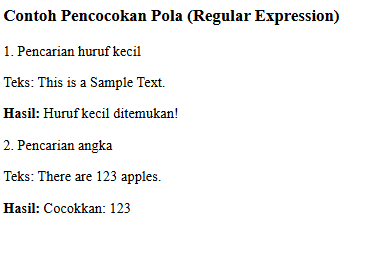 Contoh Pencocokan Pola (Regular Expression)
1. Pencarian huruf kecil
Teks: This is a Sample Text.
Hasil: Huruf kecil ditemukan!
2. Pencarian angka
Teks: There are 123 apples.
Hasil: Cocokkan: 123